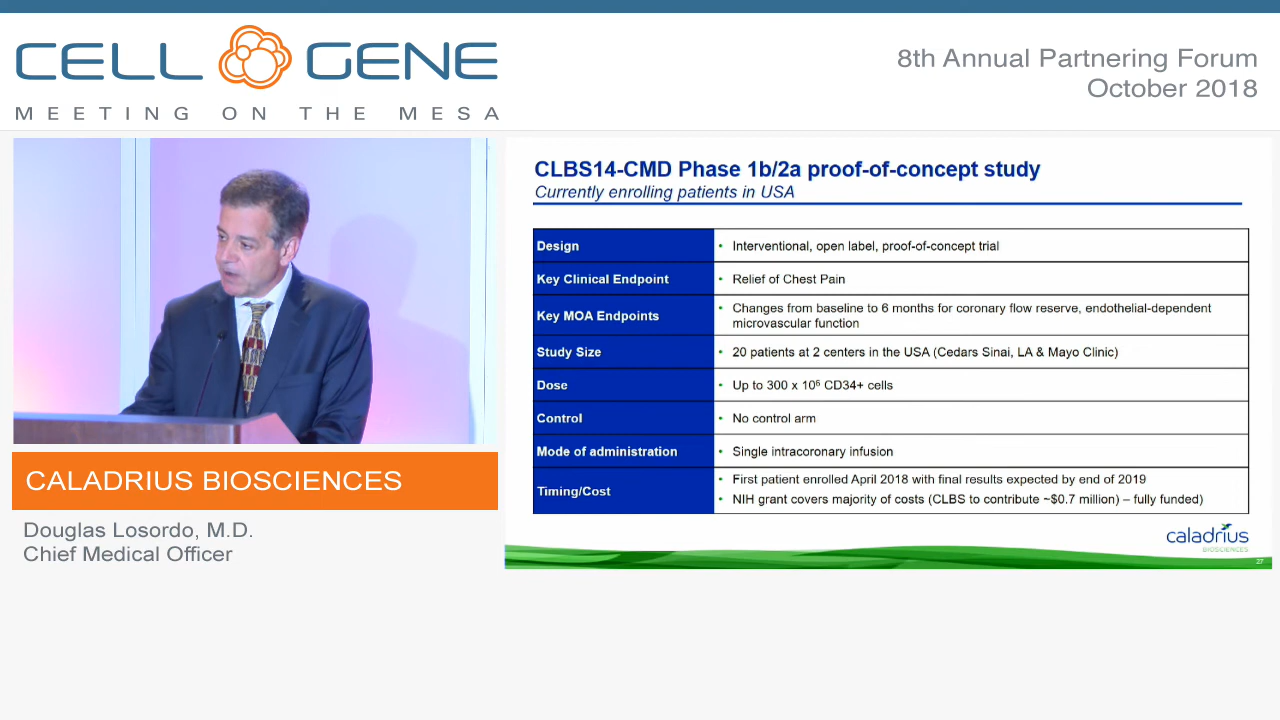 CELL GENE
MEETING ON THE MESA
8th Annual Partnering Forum
October 2018
CALADRIUS BIOSCIENCES
Douglas Losordo, M.D.
Chief Medical Officer
CLBS14-CMD Phase 1b/2a proof-of-concept study
Currently enrolling patients in USA
Design
• Interventional, open label, proof-of-concept trial
Key Clinical Endpoint
• Relief of Chest Pain
Key MOA Endpoints
• Changes from baseline to 6 months for coronary flow reserve, endothelial-dependent
microvascular function
Study Size
• 20 patients at 2 centers in the USA (Cedars Sinai, LA & Mayo Clinic)
Dose
• Up to 300 x 10⁶ CD34+ cells
Control
• No control arm
Mode of administration
• Single intracoronary infusion
Timing/Cost
• First patient enrolled April 2018 with final results expected by end of 2019
• NIH grant covers majority of costs (CLBS to contribute ~$0.7 million) – fully funded)
caladrius
BIOSCIENCES
27